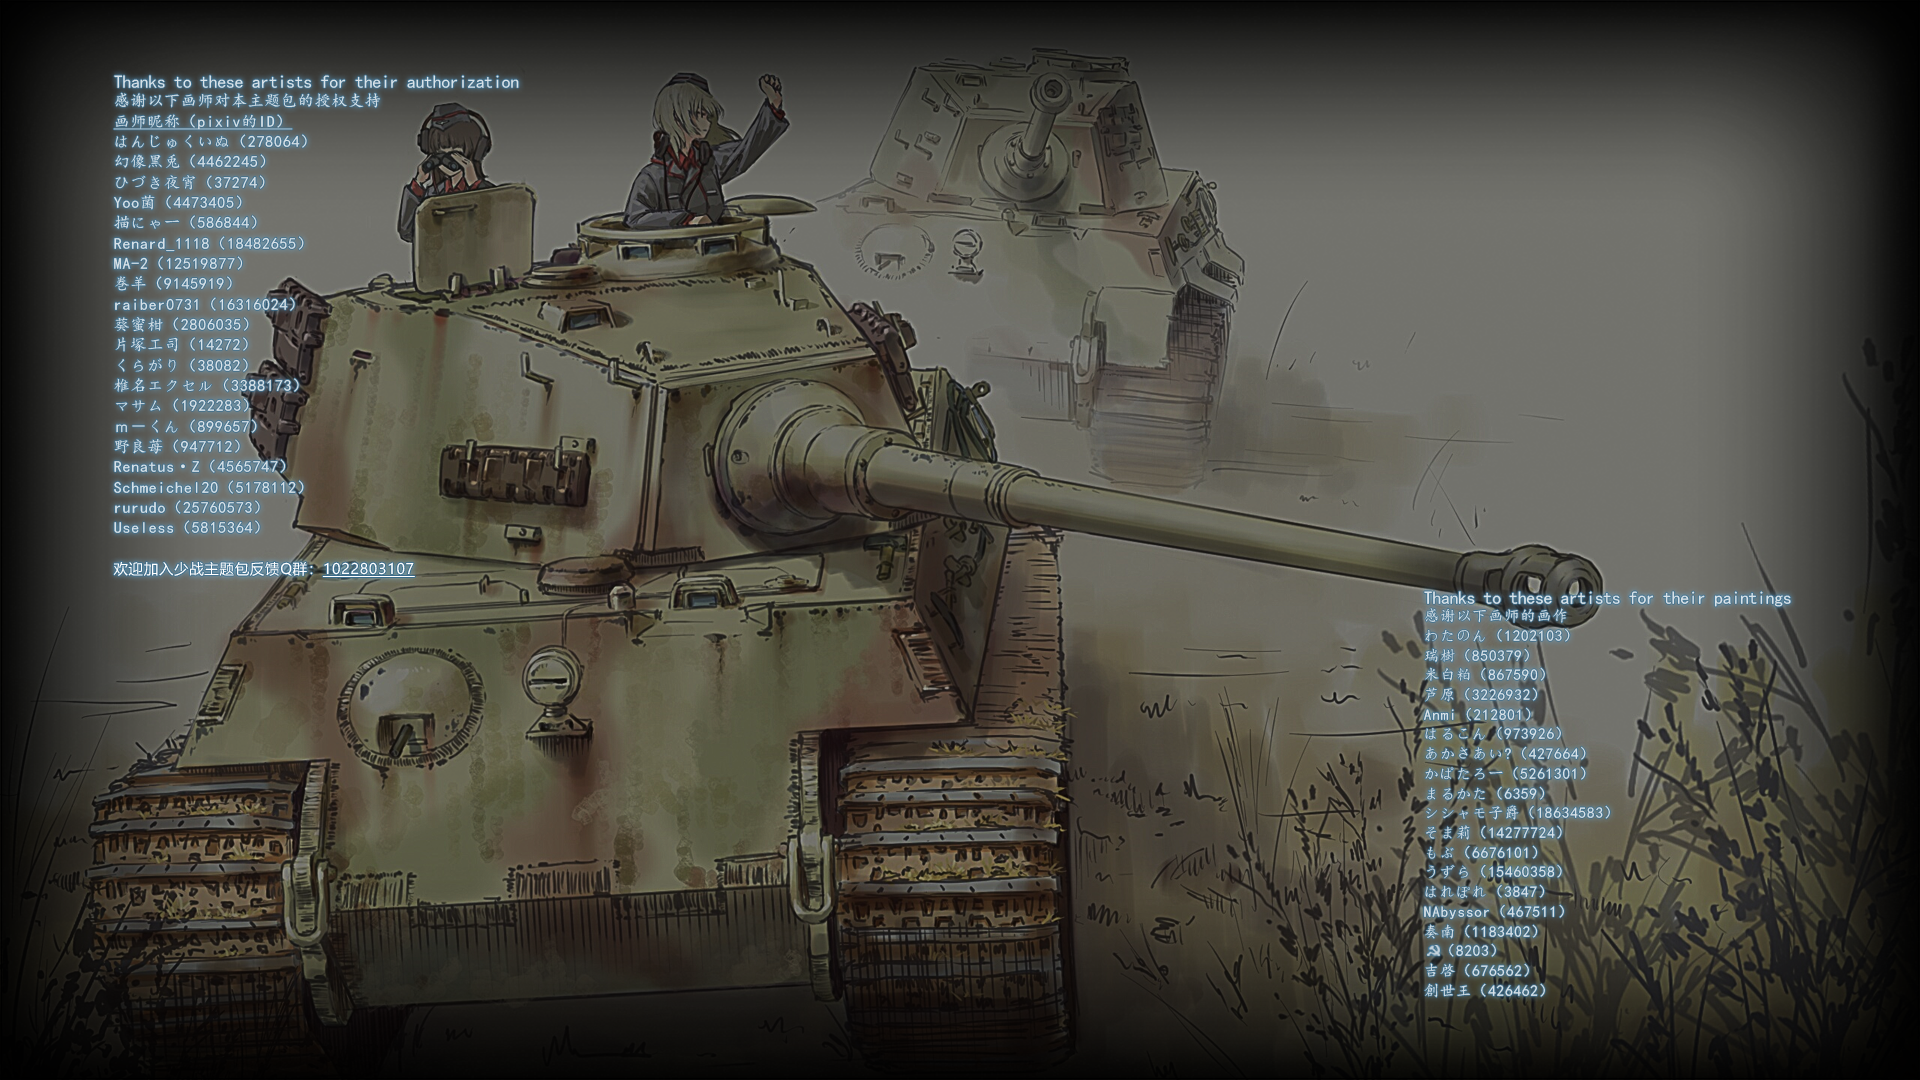 Thanks to these artists for their authorization
感谢以下画师对本主题包的授权支持
画师昵称（pixiv的ID）
はんじゅくいぬ（278064）
幻像黒兎（4462245）
ひづき夜宵（37274）
Yoo菌（4473405）
描にゃー（586844）
Renard_1118（18482655）
MA-2（12519877）
巻羊（9145919）
raiber0731（16316024）
葵蜜柑（2806035）
片塚工司（14272）
くらがり（38082）
椎名エクセル（3388173）
マサム（1922283）
ｍーくん（899657）
野良苺（947712）
Renatus·Z（4565747）
Schmeichel20（5178112）
rurudo（25760573）
Useless（5815364）
欢迎加入少战主题包反馈Q群：1022803107
Thanks to these artists for their paintings
感谢以下画师的画作
わたのん（1202103）
瑞樹（850379）
米白粕（867590）
芦原（3226932）
Anmi（212801）
はるこん（973926）
あかさあい?（427664）
かばたろー（5261301）
まるかた（6359）
シシャモ子爵（18634583）
そま莉（14277724）
もぶ（6676101）
うずら（15460358）
はれぽれ（3847）
NAbyssor（467511）
奏南（1183402）
☭（8203）
吉啓（676562）
創世王（426462）